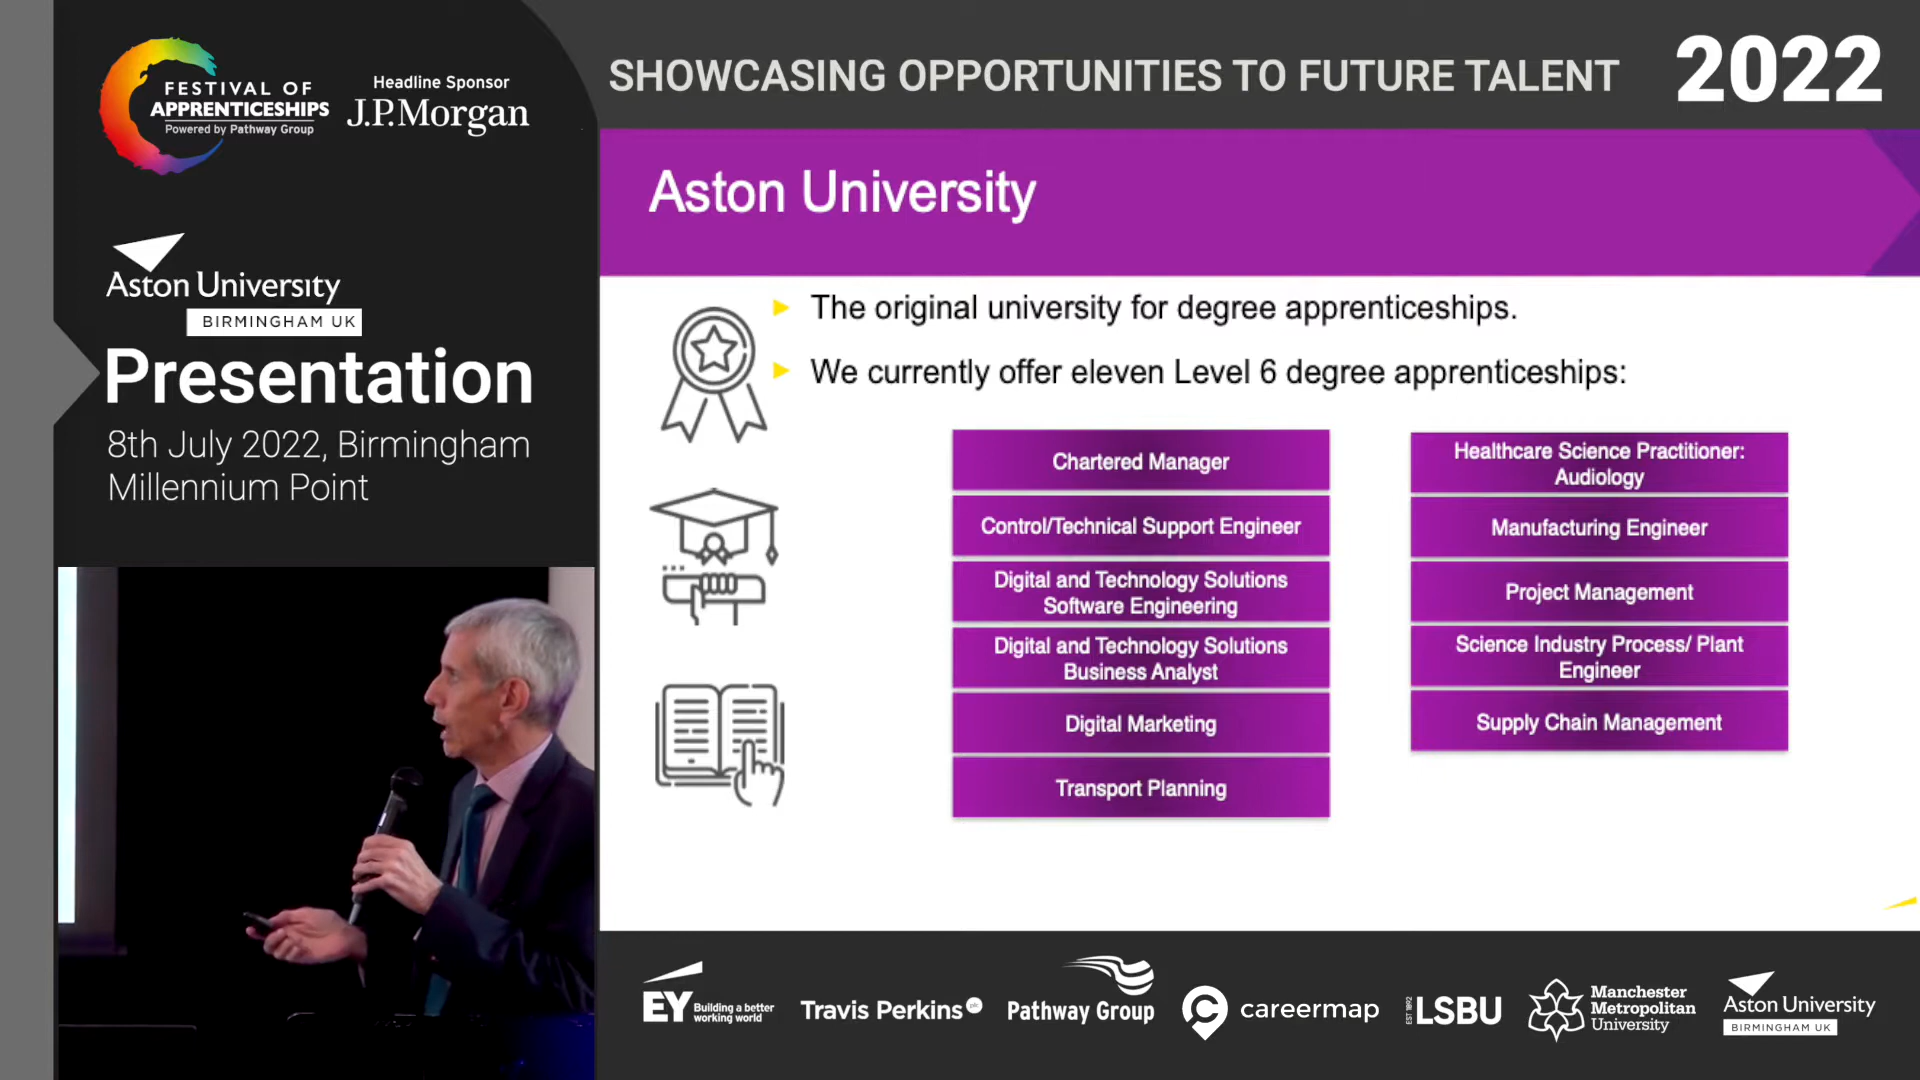 FESTIVAL OF
APPRENTICESHIPS
Powered by Pathway Group
Headline Sponsor
J.P.Morgan
SHOWCASING OPPORTUNITIES TO FUTURE TALENT
2022
Aston University
BIRMINGHAM UK
Presentation
8th July 2022, Birmingham
Millennium Point
Aston University
The original university for degree apprenticeships.
We currently offer eleven Level 6 degree apprenticeships:
Chartered Manager
Control/Technical Support Engineer
Digital and Technology Solutions
Software Engineering
Digital and Technology Solutions
Business Analyst
Digital Marketing
Transport Planning
Healthcare Science Practitioner:
Audiology
Manufacturing Engineer
Project Management
Science Industry Process/ Plant
Engineer
Supply Chain Management
EY
Building a better
working world
Travis Perkins plc
Pathway Group
careermap
EST 1892
LSBU
Manchester
Metropolitan
University
Aston University
BIRMINGHAM UK